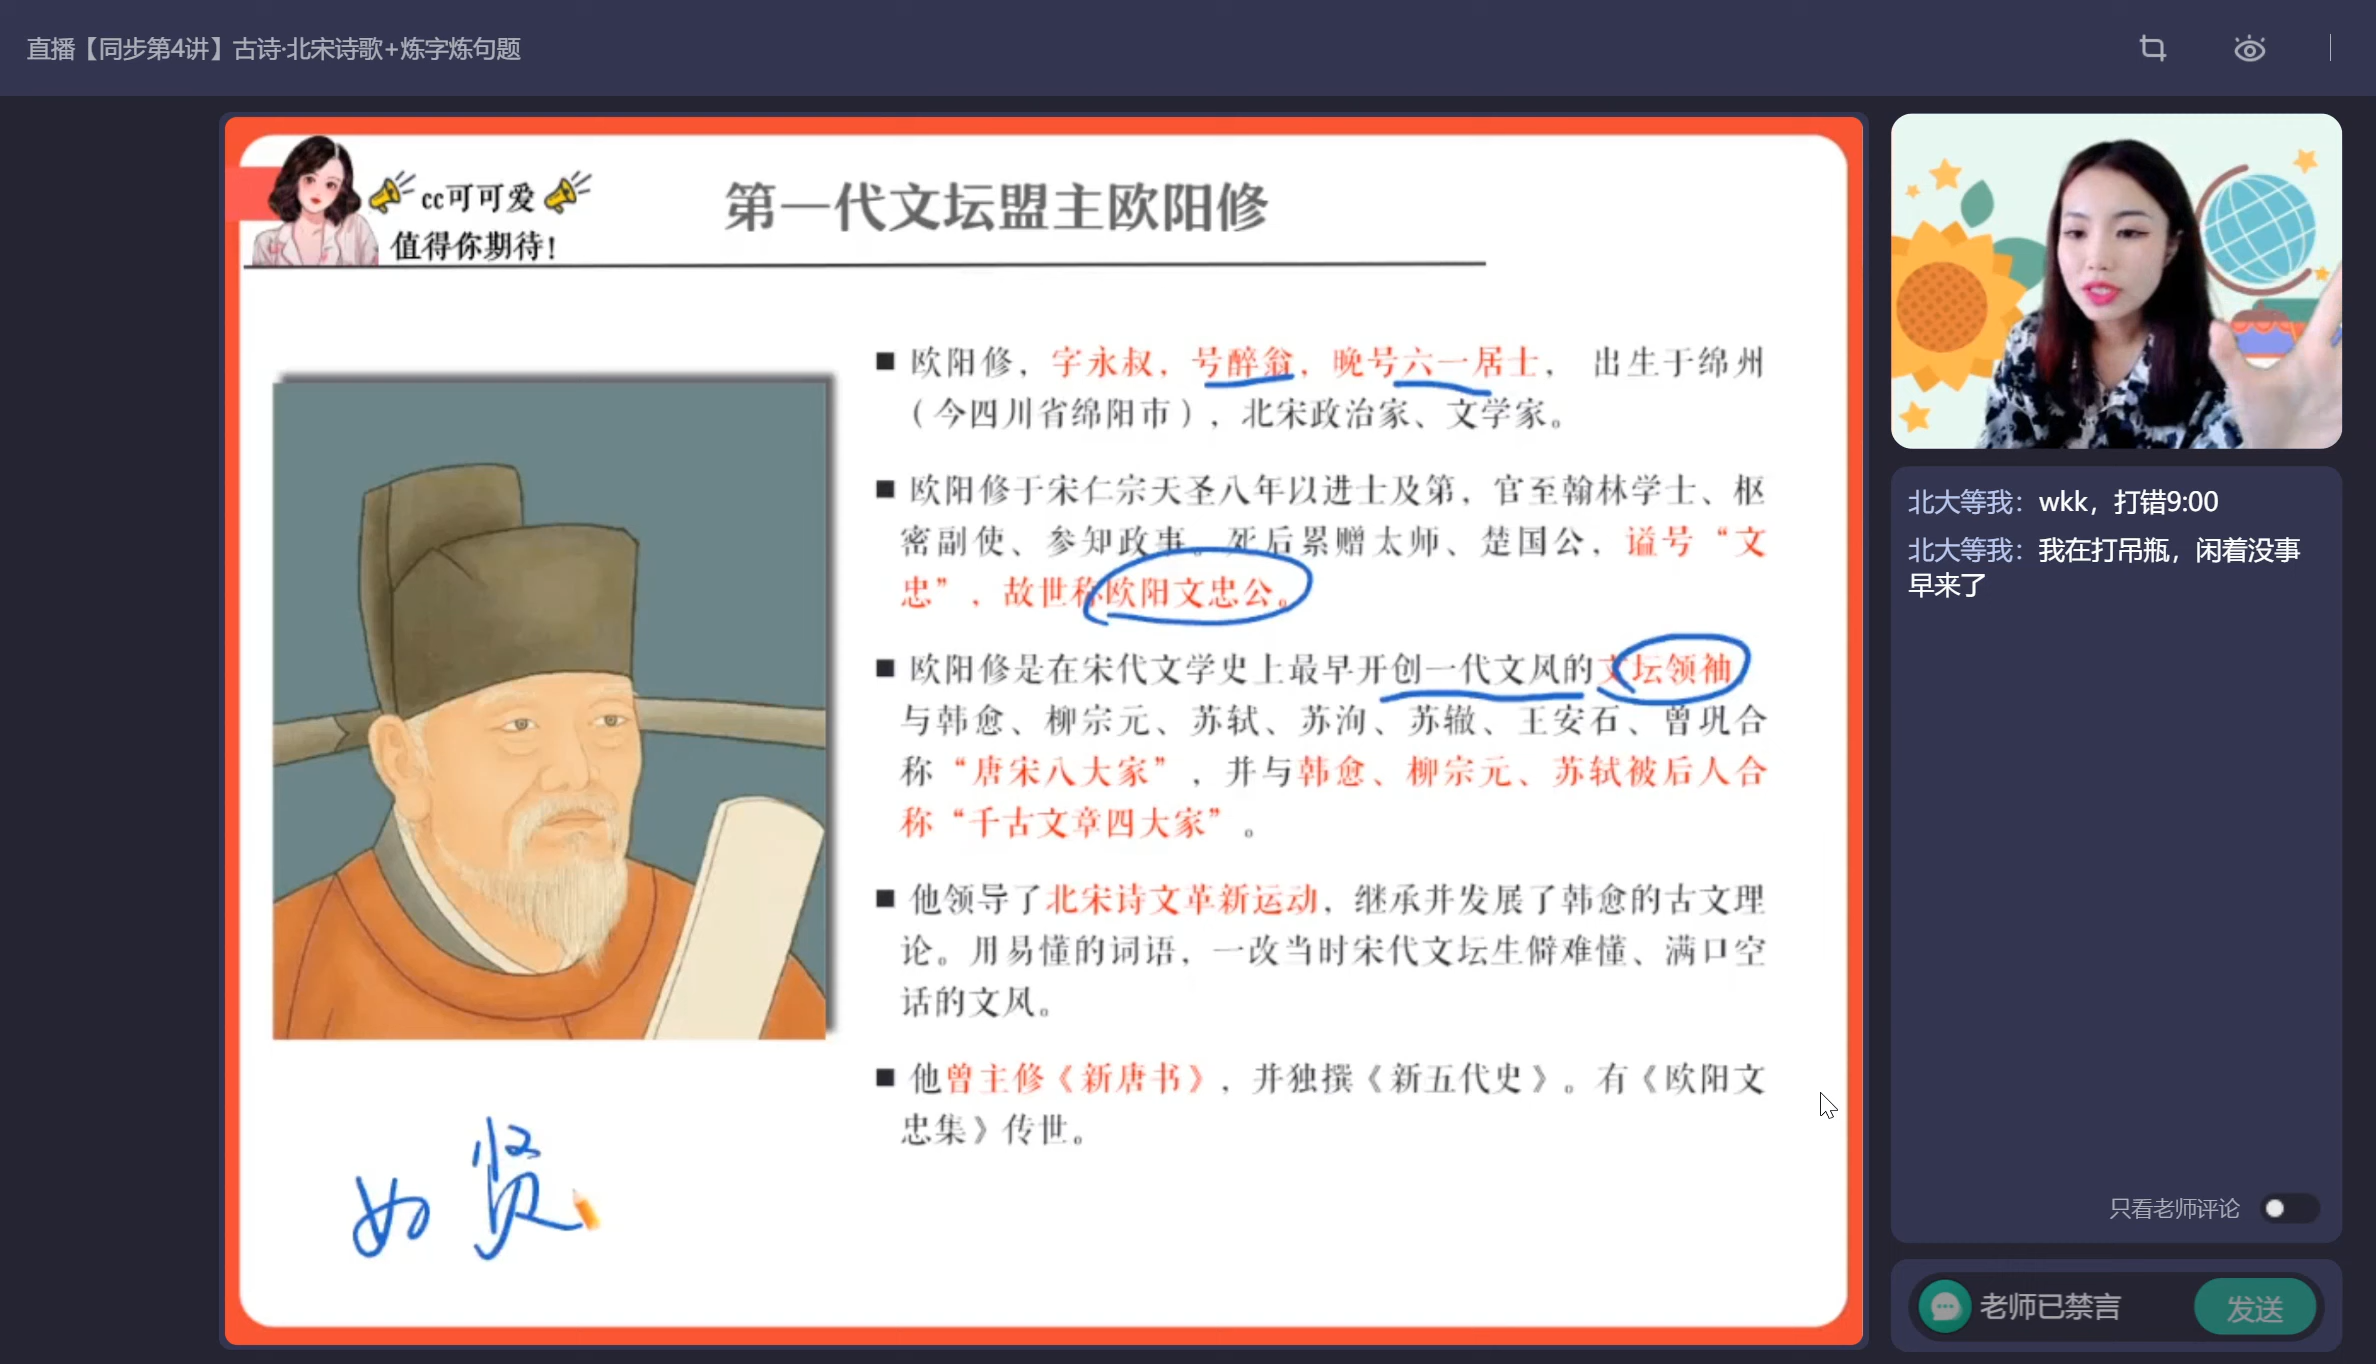 直播【同步第4讲】古诗·北宋诗歌+炼字炼句题
cc可可爱
值得你期待！
第一代文坛盟主欧阳修
■ 欧阳修，字永叔，号醉翁，晚号六一居士， 出生于绵州
（今四川省绵阳市），北宋政治家、文学家。
■ 欧阳修于宋仁宗天圣八年以进士及第，官至翰林学士、枢
密副使、参知政事。死后累赠太师、楚国公，谥号“文
忠”，故世称欧阳文忠公。
■ 欧阳修是在宋代文学史上最早开创一代文风的文坛领袖
与韩愈、柳宗元、苏轼、苏洵、苏辙、王安石、曾巩合
称“唐宋八大家”，并与韩愈、柳宗元、苏轼被后人合
称“千古文章四大家”。
■ 他领导了北宋诗文革新运动，继承并发展了韩愈的古文理
论。用易懂的词语，一改当时宋代文坛生僻难懂、满口空
话的文风。
■ 他曾主修《新唐书》，并独撰《新五代史》。有《欧阳文
忠集》传世。
如 贤
北大等我：wkk，打错9:00
北大等我：我在打吊瓶，闲着没事
早来了
只看老师评论
老师已禁言
发送